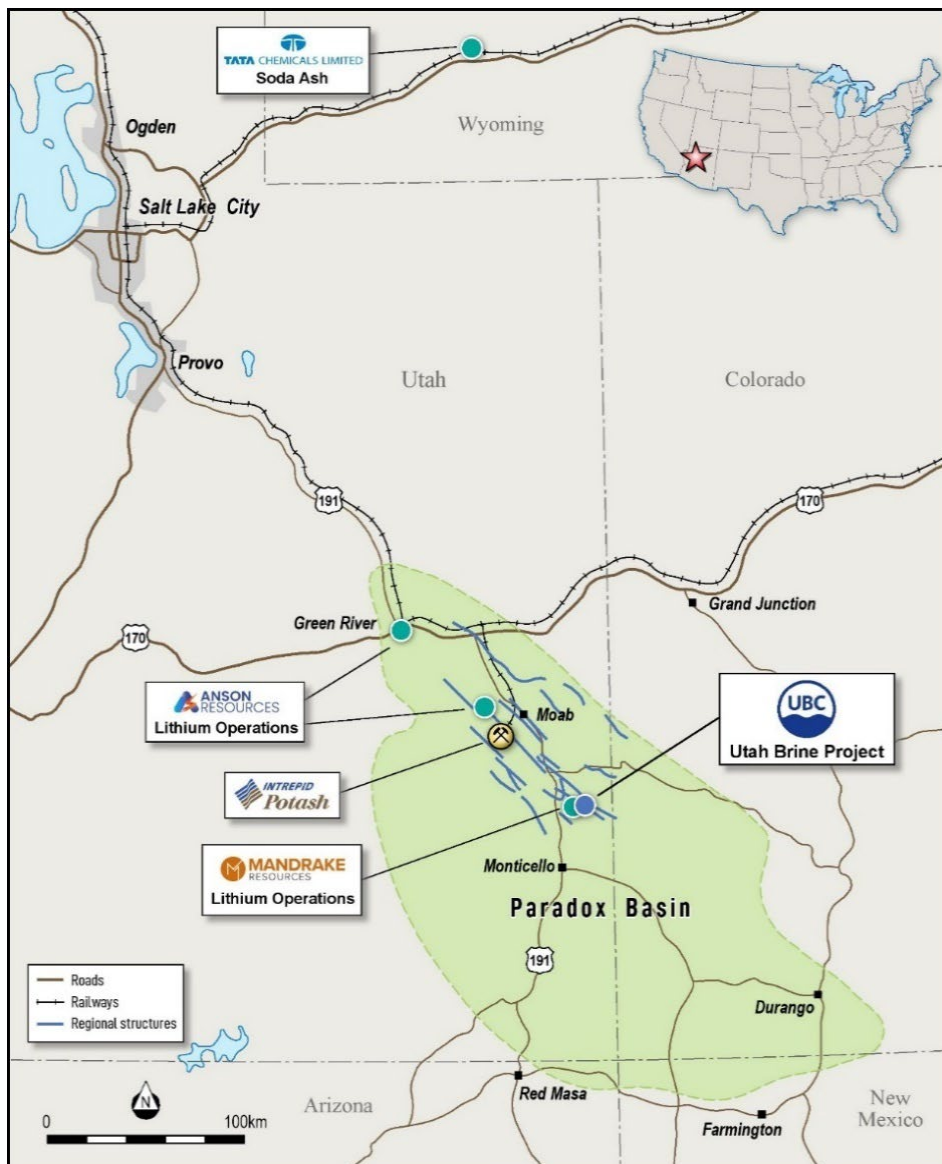 TATA CHEMICALS LIMITED
Soda Ash
Wyoming
Ogden
Salt Lake City
Provo
Utah
Colorado
191
170
Grand Junction
Green River
170
ANSON
RESOURCES
Lithium Operations
Moab
UBC
Utah Brine Project
INTREPID
Potash
MANDRAKE
RESOURCES
Lithium Operations
Monticello
Paradox Basin
191
Roads
Railways
Regional structures
Durango
N
0
100km
Arizona
Red Masa
Farmington
New
Mexico